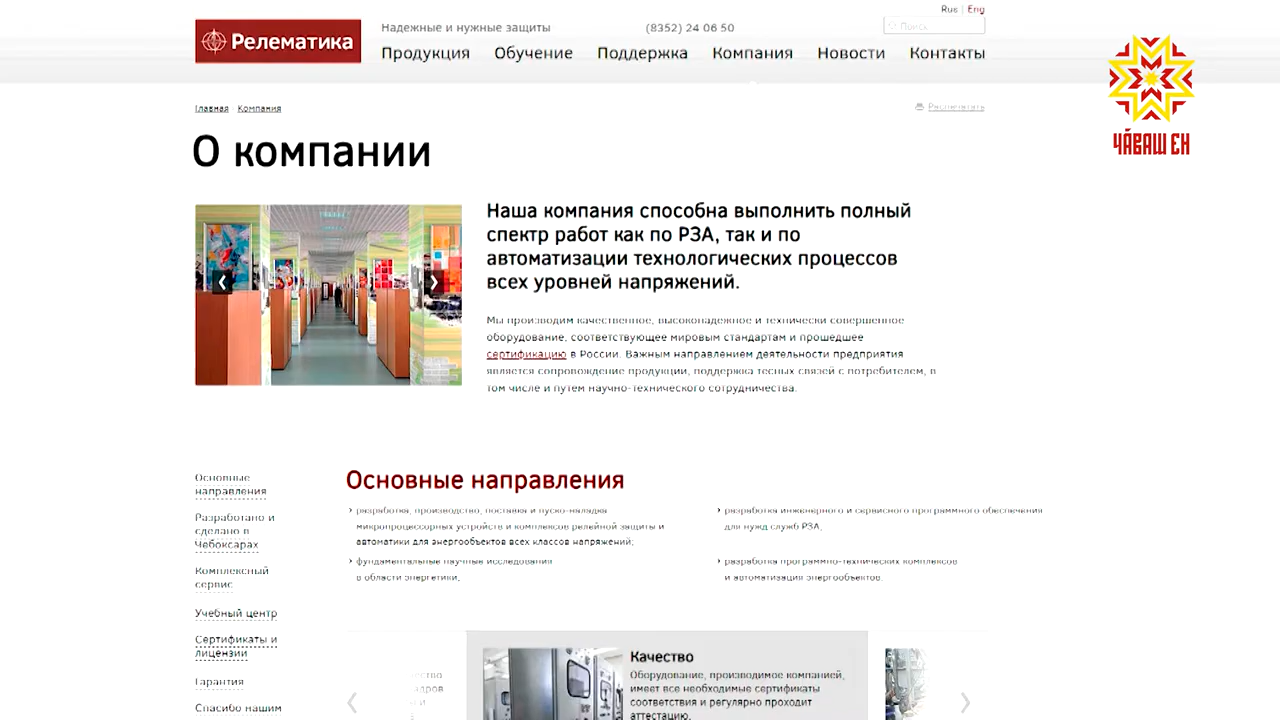 Rus | Eng
Релематика
Надежные и нужные защиты
(8352) 24 06 50
Поиск
Продукция Обучение Поддержка Компания Новости Контакты
ЧӐВАШ ЕН
Главная Компания
Распечатать
О компании
Наша компания способна выполнить полный
спектр работ как по РЗА, так и по
автоматизации технологических процессов
всех уровней напряжений.
Мы производим качественное, высоконадежное и технически совершенное
оборудование, соответствующее мировым стандартам и прошедшее
сертификацию в России. Важным направлением деятельности предприятия
является сопровождение продукции, поддержка тесных связей с потребителем, в
том числе и путем научно-технического сотрудничества.
Основные
направления
Разработано и
сделано в
Чебоксарах
Комплексный
сервис
Учебный центр
Сертификаты и
лицензии
Гарантия
Спасибо нашим
Основные направления
разработка, производство, поставка и пуско-наладка
микропроцессорных устройств и комплексов релейной защиты и
автоматики для энергообъектов всех классов напряжений;
фундаментальные научные исследования
в области энергетики,
разработка инженерного и сервисного программного обеспечения
для нужд служб РЗА,
разработка программно-технических комплексов
и автоматизация энергообъектов.
Качество
Оборудование, производимое компанией,
имеет все необходимые сертификаты
соответствия и регулярно проходит
аттестацию.